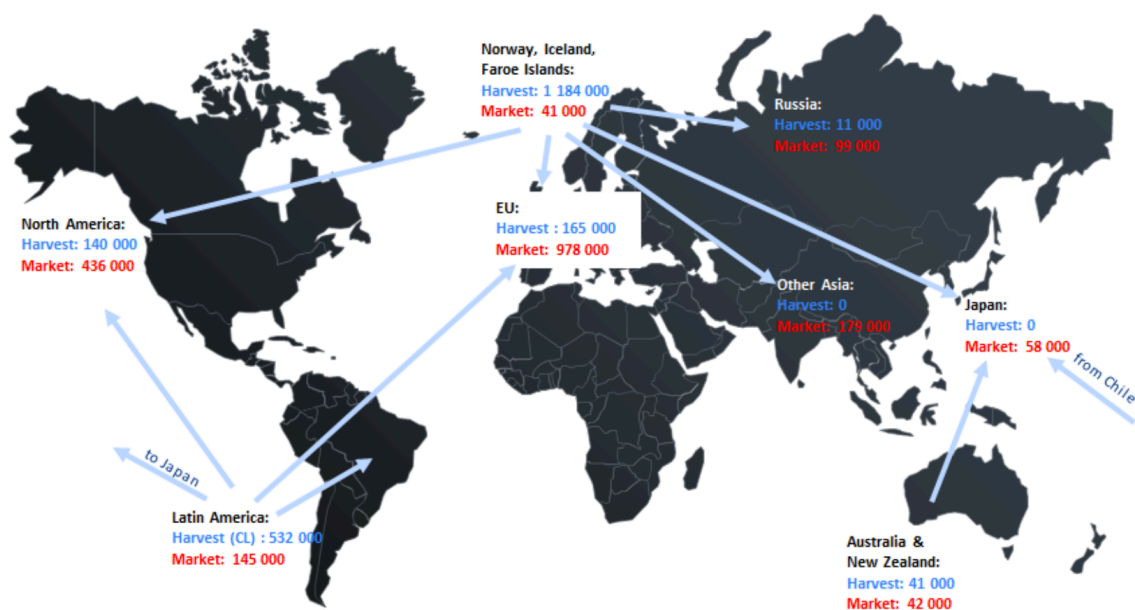 Norway, Iceland,
Faroe Islands:
Harvest: 1 184 000
Market: 41 000
Russia:
Harvest: 11 000
Market: 99 000
North America:
Harvest: 140 000
Market: 436 000
EU:
Harvest : 165 000
Market: 978 000
Other Asia:
Harvest: 0
Market: 179 000
Japan:
Harvest: 0
Market: 58 000
from Chile
to Japan
Latin America:
Harvest (CL) : 532 000
Market: 145 000
Australia &
New Zealand:
Harvest: 41 000
Market: 42 000